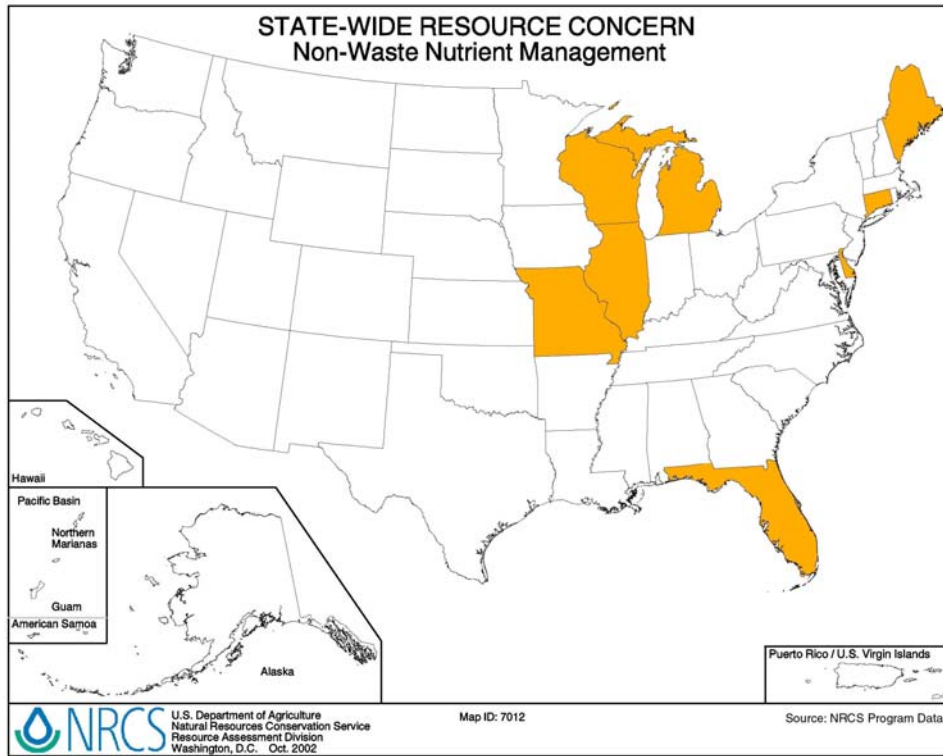 STATE-WIDE RESOURCE CONCERN
Non-Waste Nutrient Management
Hawaii
Pacific Basin
Northern
Marianas
Guam
American Samoa
Alaska
Puerto Rico / U.S. Virgin Islands
NRCS
U.S. Department of Agriculture
Natural Resources Conservation Service
Resource Assessment Division
Washington, D.C. Oct. 2002
Map ID: 7012
Source: NRCS Program Data